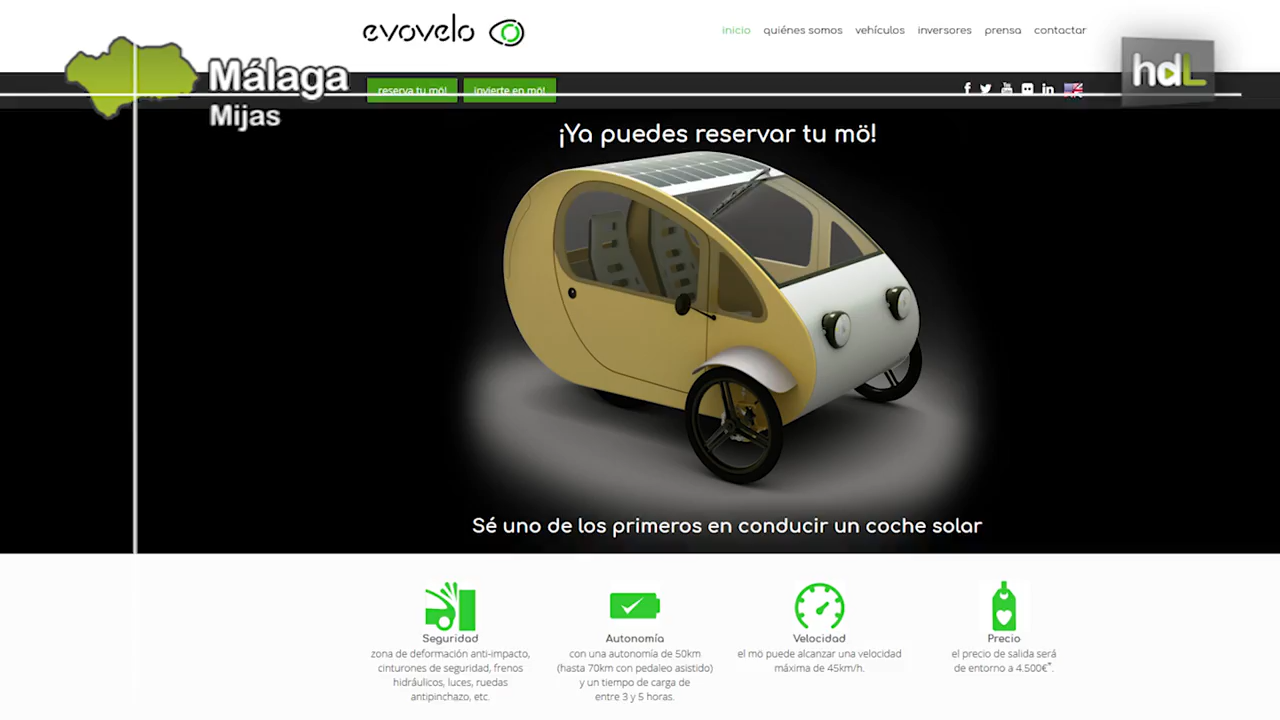 evovelo
inicio quiénes somos vehículos inversores prensa contactar
Málaga
Mijas
hdL
reserva tu mö! invierte en mö!
¡Ya puedes reservar tu mö!
Sé uno de los primeros en conducir un coche solar
Seguridad
zona de deformación anti-impacto,
cinturones de seguridad, frenos
hidráulicos, luces, ruedas
antipinchazo, etc.
Autonomía
con una autonomía de 50km
(hasta 70km con pedaleo asistido)
y un tiempo de carga de
entre 3 y 5 horas.
Velocidad
el mö puede alcanzar una velocidad
máxima de 45km/h.
Precio
el precio de salida será
de entorno a 4.500€*.